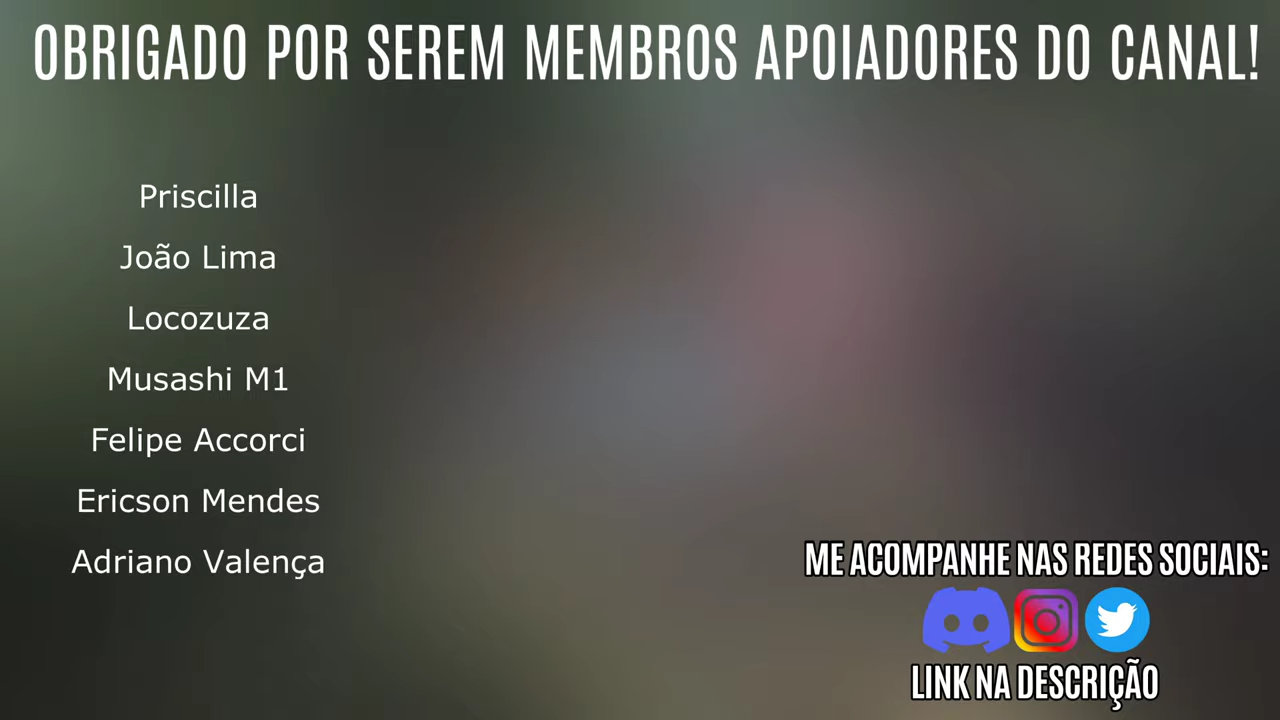 OBRIGADO POR SEREM MEMBROS APOIADORES DO CANAL!
Priscilla
João Lima
Locozuza
Musashi M1
Felipe Accorci
Ericson Mendes
Adriano Valença
ME ACOMPANHE NAS REDES SOCIAIS:
LINK NA DESCRIÇÃO